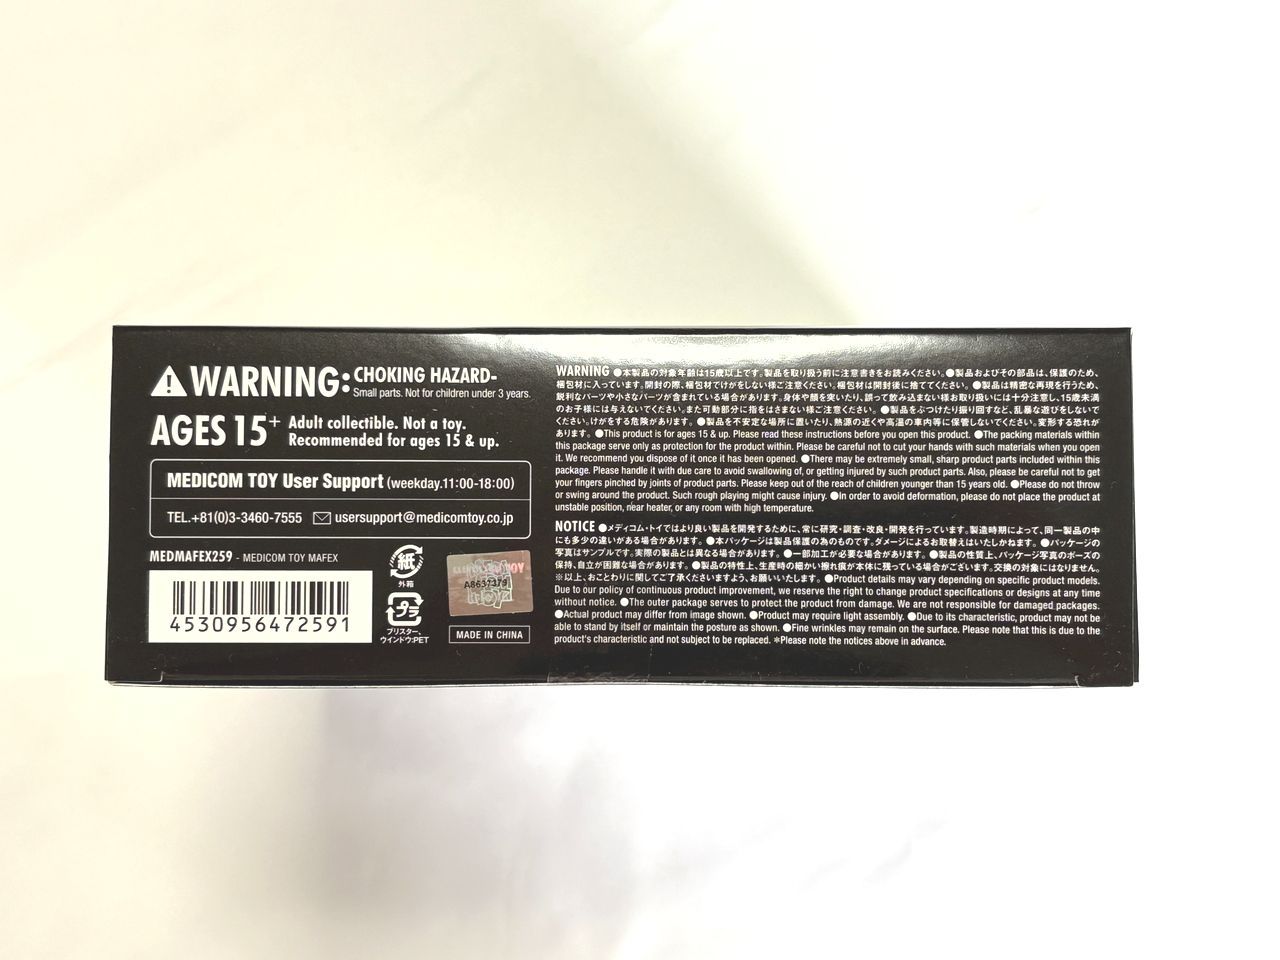 WARNING: CHOKING HAZARD-
Small parts. Not for children under 3 years.
AGES 15+ Adult collectible. Not a toy.
Recommended for ages 15 & up.
MEDICOM TOY User Support (weekday.11:00-18:00)
TEL.+81(0)3-3460-7555 usersupport@medicomtoy.co.jp
MEDMAFEX259 - MEDICOM TOY MAFEX
4530956472591
紙
外箱
プラ
ブリスター,
ウインドウ:PET
TOY
A8637379
MADE IN CHINA
WARNING ●本製品の対象年齢は15歳以上です。製品を取り扱う前に注意書きをお読みください。●製品およびその部品は、保護のため、
梱包材に入っています。開封の際、梱包材でけがをしない様ご注意ください。梱包材は開封後に捨ててください。●製品は精密な再現を行うため、
鋭利なパーツや小さなパーツが含まれている場合があります。身体や顔を突いたり、誤って飲み込まない様お取り扱いには十分注意し、15歳未満
のお子様には与えないでください。また可動部分に指をはさまない様ご注意ください。●製品をぶつけたり振り回すなど、乱暴な遊びをしないで
ください。けがをする危険があります。●製品を不安定な場所に置いたり、熱源の近くや高温の車内等に保管しないでください。変形する恐れが
あります。●This product is for ages 15 & up. Please read these instructions before you open this product. ●The packing materials within
this package serve only as protection for the product within. Please be careful not to cut your hands with such materials when you open
it. We recommend you dispose of it once it has been opened. ●There may be extremely small, sharp product parts included within this
package. Please handle it with due care to avoid swallowing of, or getting injured by such product parts. Also, please be careful not to get
your fingers pinched by joints of product parts. Please keep out of the reach of children younger than 15 years old. ●Please do not throw
or swing around the product. Such rough playing might cause injury. ●In order to avoid deformation, please do not place the product at
unstable position, near heater, or any room with high temperature.
NOTICE ●メディコム・トイではより良い製品を開発するために、常に研究・調査・改良・開発を行っています。製造時期によって、同一製品の中
にも多少の違いがある場合があります。●本パッケージは製品保護の為のものです。ダメージによるお取替えはいたしかねます。●パッケージの
写真はサンプルです。実際の製品とは異なる場合があります。●一部加工が必要な場合があります。●製品の性質上、パッケージ写真のポーズの
保持、自立が困難な場合があります。●製品の特性上、生産時の細かい擦れ痕が本体に残っている場合がございます。交換の対象にはなりません。
※以上、おことわりに関してご了承くださいますよう、お願いいたします。●Product details may vary depending on specific product models.
Due to our policy of continuous product improvement, we reserve the right to change product specifications or designs at any time
without notice. ●The outer package serves to protect the product from damage. We are not responsible for damaged packages.
●Actual product may differ from image shown. ●Product may require light assembly. ●Due to its characteristic, product may not be
able to stand by itself or maintain the posture as shown. ●Fine wrinkles may remain on the surface. Please note that this is due to the
product's characteristic and not subject to be replaced. *Please note the notices above in advance.